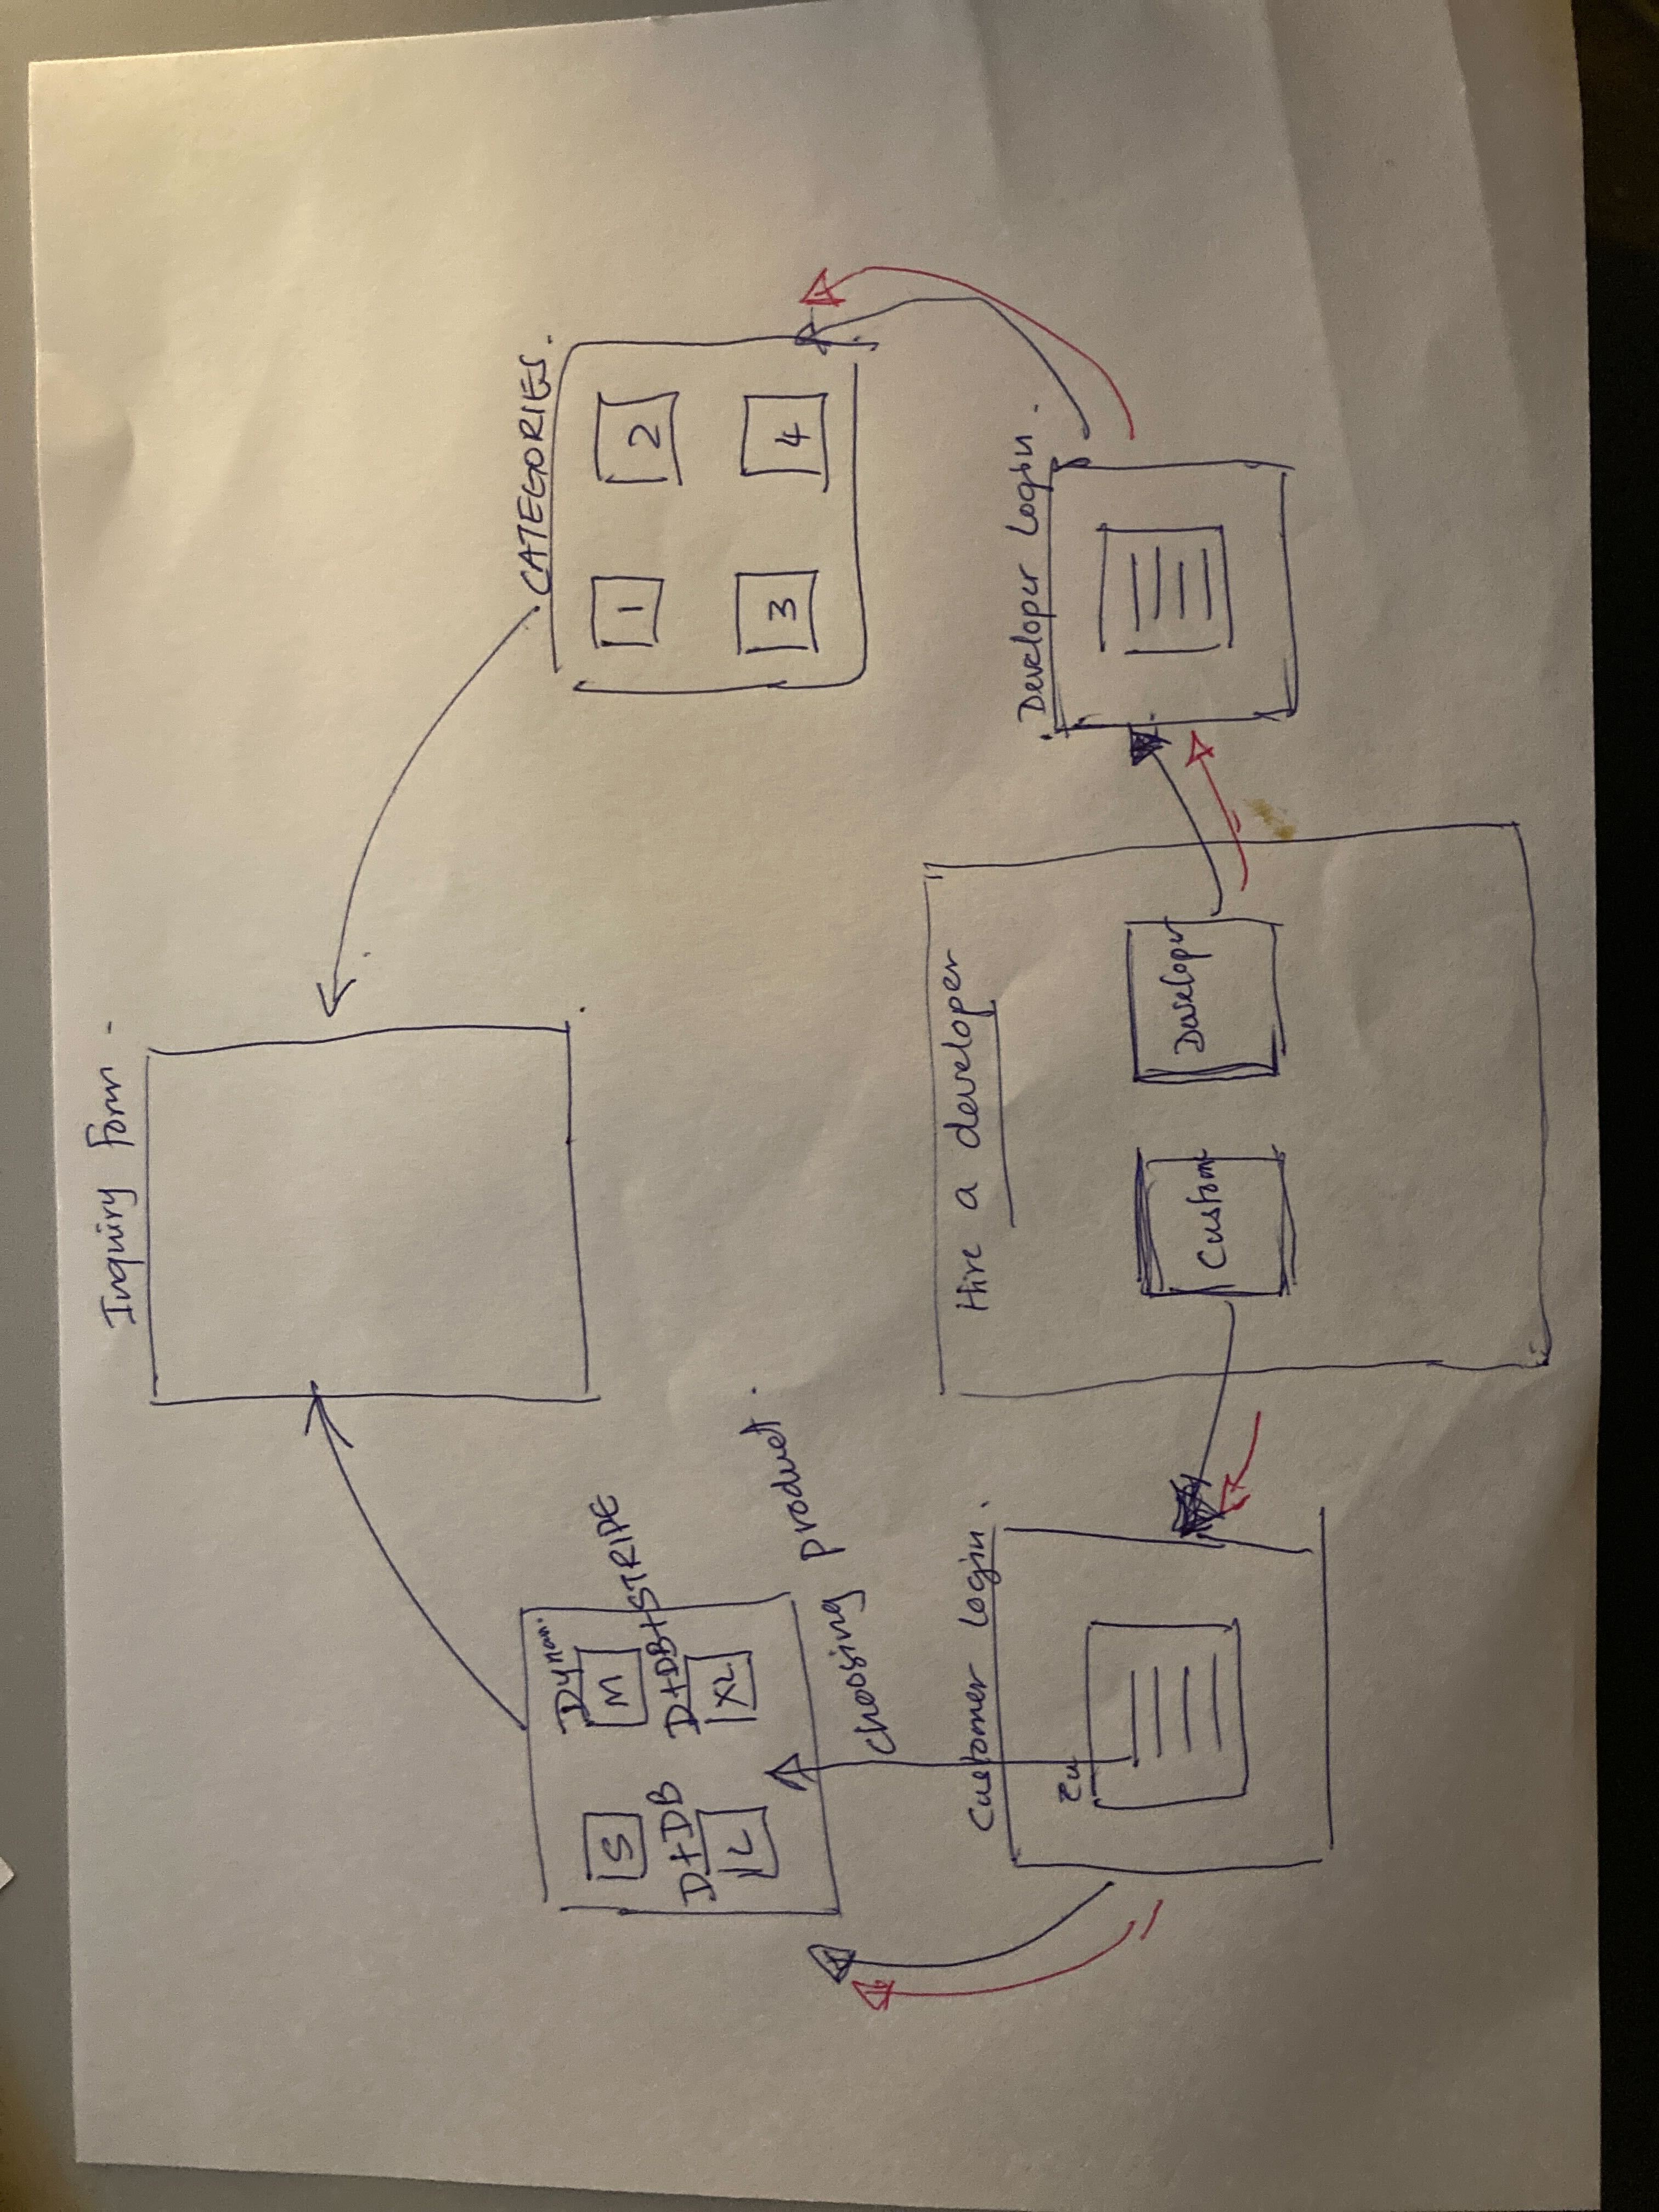 Inquiry form.
CATEGORIES.
1
2
3
4
Dynam.
S
M
D+DB
D+DB+STRIPE
L
XL
Choosing product.
Hire a developer
Custom
Developer
Customer login.
Developer Login.